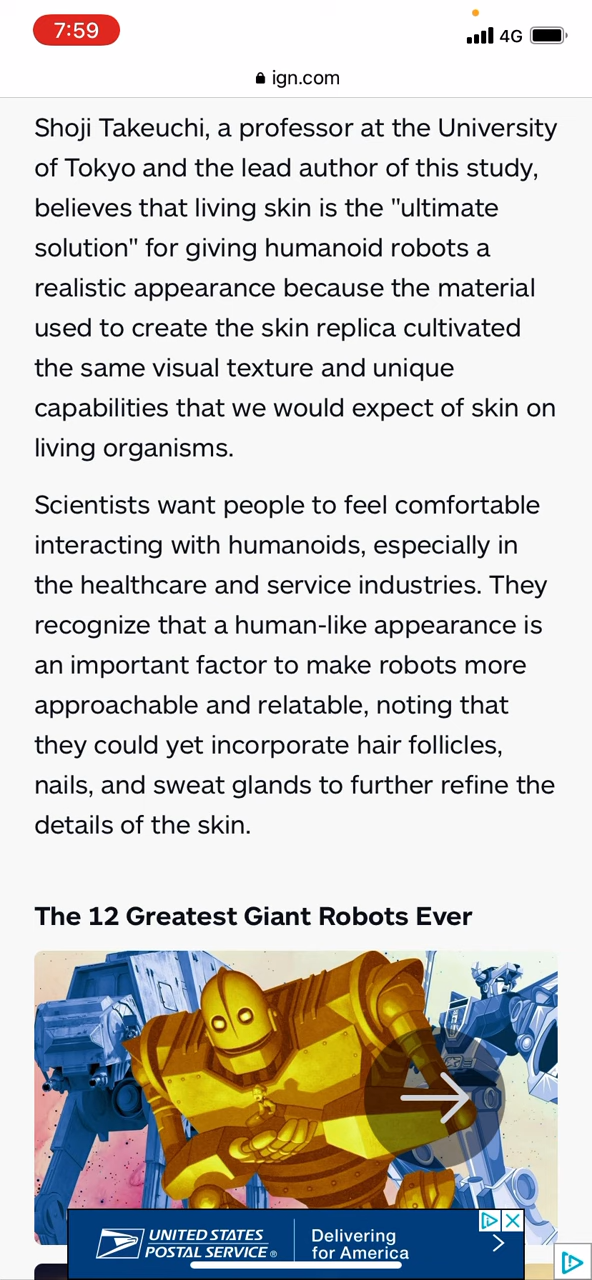 7:59
4G
ign.com
Shoji Takeuchi, a professor at the University
of Tokyo and the lead author of this study,
believes that living skin is the "ultimate
solution" for giving humanoid robots a
realistic appearance because the material
used to create the skin replica cultivated
the same visual texture and unique
capabilities that we would expect of skin on
living organisms.
Scientists want people to feel comfortable
interacting with humanoids, especially in
the healthcare and service industries. They
recognize that a human-like appearance is
an important factor to make robots more
approachable and relatable, noting that
they could yet incorporate hair follicles,
nails, and sweat glands to further refine the
details of the skin.
The 12 Greatest Giant Robots Ever
UNITED STATES
POSTAL SERVICE®
Delivering
for America